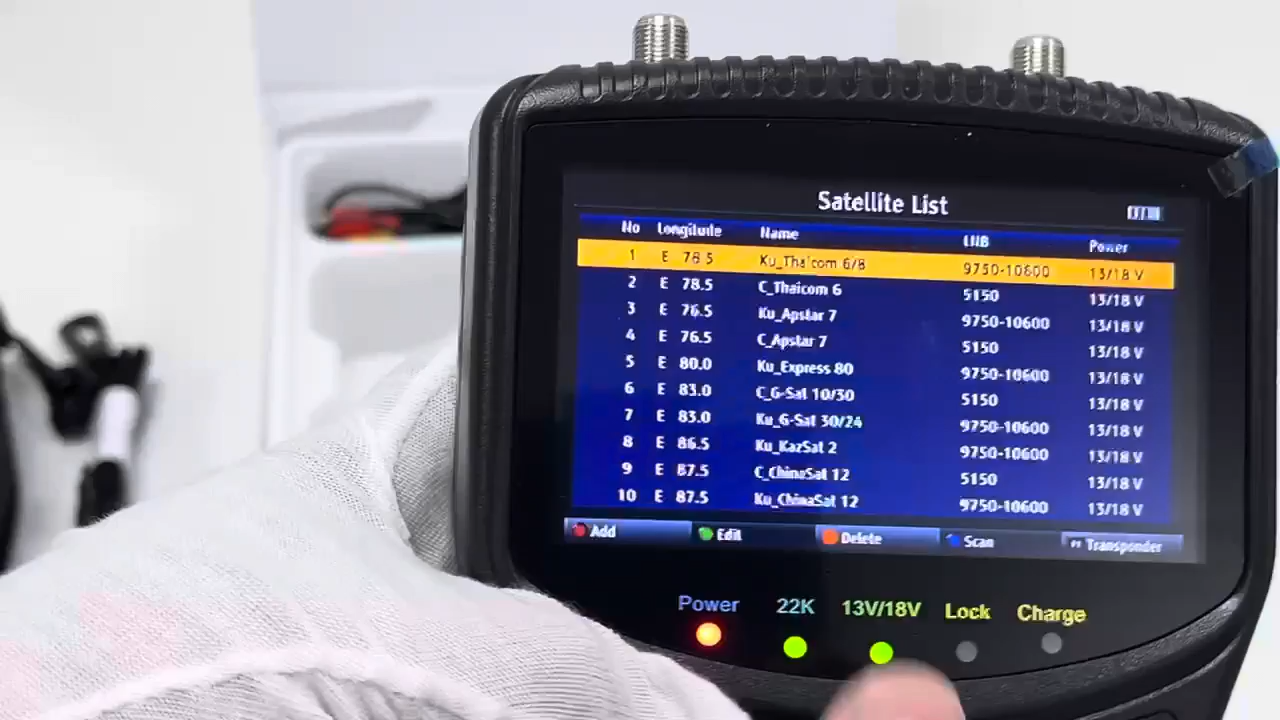 Satellite List
No Longitude Name LNB Power
1 E 78.5 Ku_Thaicom 6/8 9750-10600 13/18 V
2 E 78.5 C_Thaicom 6 5150 13/18 V
3 E 76.5 Ku_Apstar 7 9750-10600 13/18 V
4 E 76.5 C_Apstar 7 5150 13/18 V
5 E 80.0 Ku_Express 80 9750-10600 13/18 V
6 E 83.0 C_G-Sat 10/30 5150 13/18 V
7 E 83.0 Ku_G-Sat 30/24 9750-10600 13/18 V
8 E 86.5 Ku_KazSat 2 9750-10600 13/18 V
9 E 87.5 C_ChinaSat 12 5150 13/18 V
10 E 87.5 Ku_ChinaSat 12 9750-10600 13/18 V
Add Edit Delete Scan Transponder
Power 22K 13V/18V Lock Charge